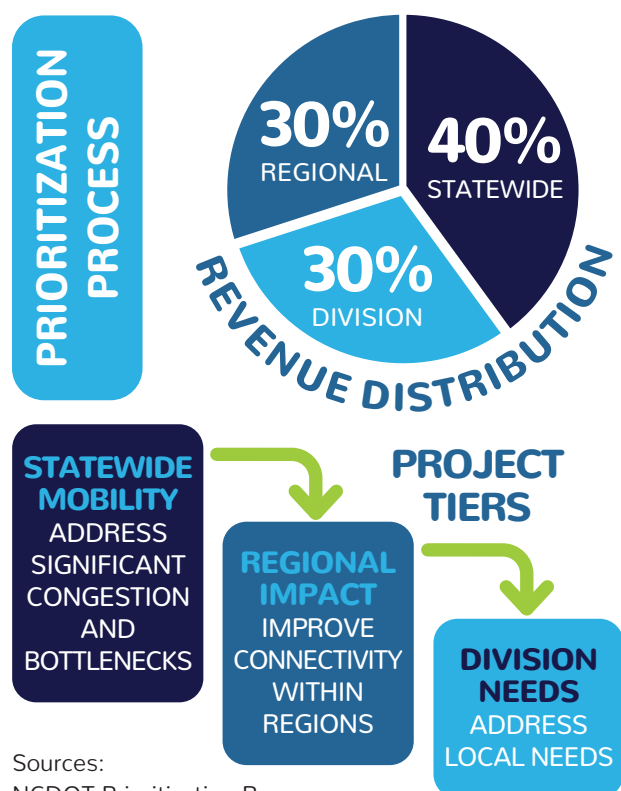 PRIORITIZATION
PROCESS
30%
REGIONAL
40%
STATEWIDE
30%
DIVISION
REVENUE DISTRIBUTION
STATEWIDE
MOBILITY
ADDRESS
SIGNIFICANT
CONGESTION
AND
BOTTLENECKS
PROJECT
TIERS
REGIONAL
IMPACT
IMPROVE
CONNECTIVITY
WITHIN
REGIONS
DIVISION
NEEDS
ADDRESS
LOCAL NEEDS
Sources: